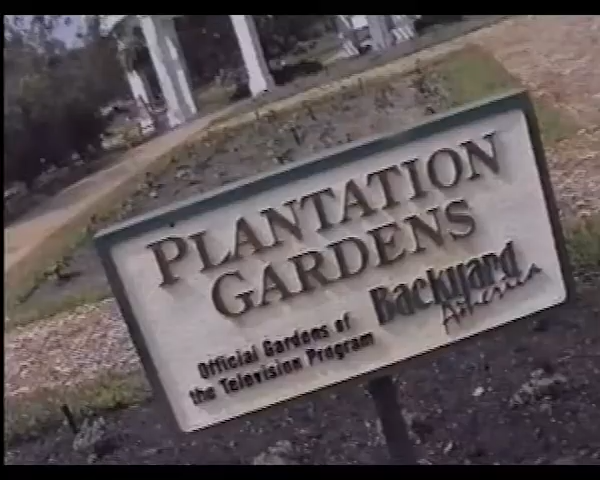 PLANTATION
GARDENS
Official Gardens of
the Television Program
Backyard
America